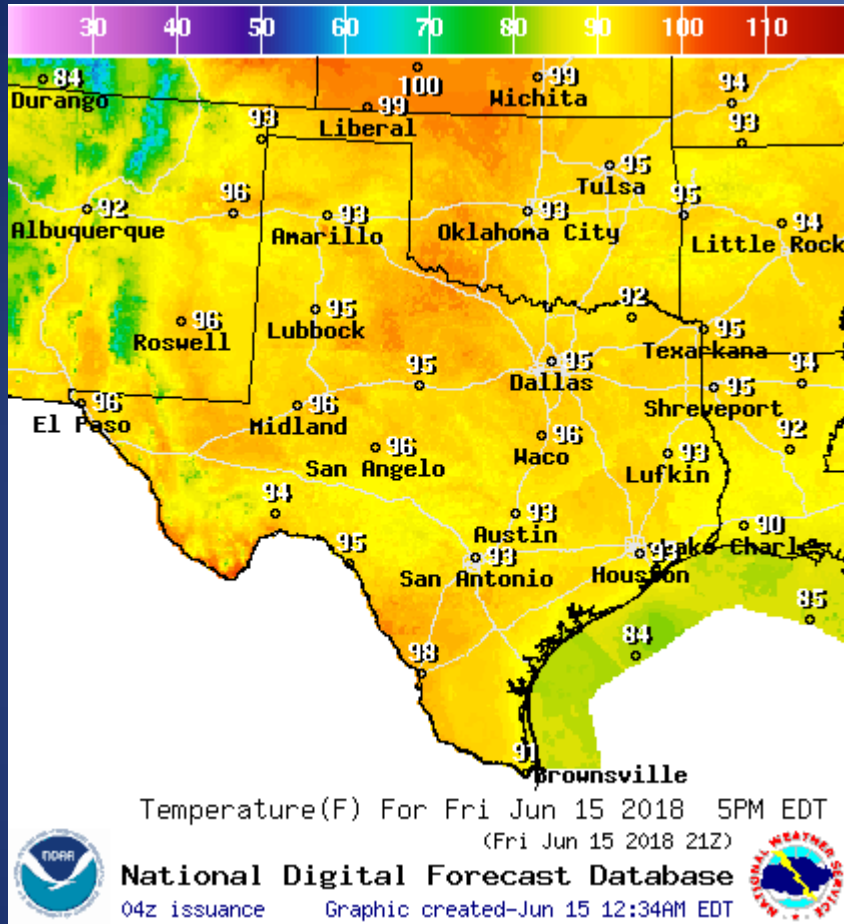 30 40 50 60 70 80 90 100 110
84
Durango
100
99
Wichita
99
Liberal
94
93
93
95
Tulsa
92
Albuquerque
96
93
Amarillo
93
Oklahoma City
95
94
Little Rock
96
Roswell
95
Lubbock
92
95
Texarkana
95
95
Dallas
94
95
Shreveport
96
El Paso
96
Midland
96
San Angelo
96
Waco
93
Lufkin
92
94
93
Austin
90
Lake Charles
95
93
San Antonio
93
Houston
85
84
98
91
Brownsville
Temperature(F) For Fri Jun 15 2018 5PM EDT
(Fri Jun 15 2018 21Z)
NOAA
National Digital Forecast Database
04z issuance Graphic created-Jun 15 12:34AM EDT
NATIONAL WEATHER SERVICE